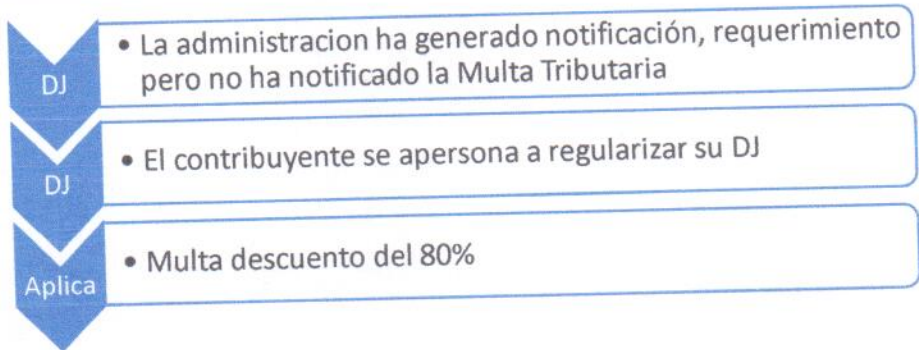 DJ
• La administracion ha generado notificación, requerimiento
pero no ha notificado la Multa Tributaria
DJ
• El contribuyente se apersona a regularizar su DJ
Aplica
• Multa descuento del 80%